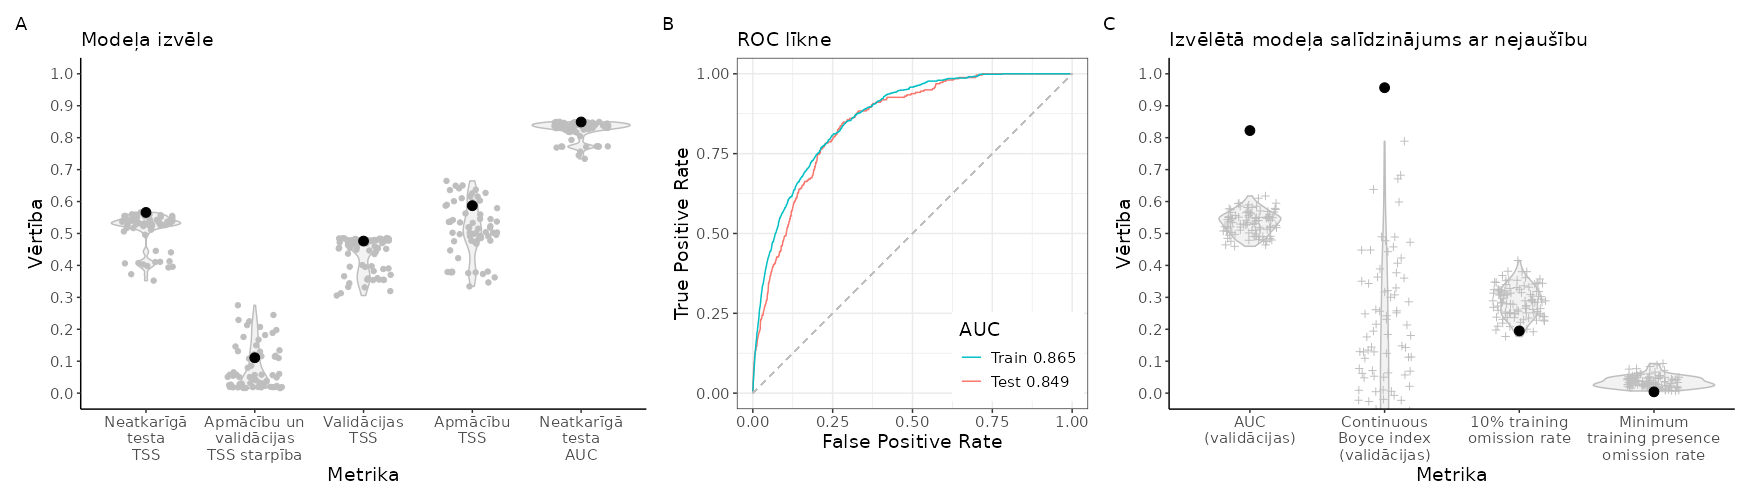 A
Modeļa izvēle
Vērtība
1.0
0.9
0.8
0.7
0.6
0.5
0.4
0.3
0.2
0.1
0.0
Neatkarīgā
testa
TSS
Apmācību un
validācijas
TSS starpība
Validācijas
TSS
Apmācību
TSS
Neatkarīgā
testa
AUC
Metrika
B
ROC līkne
True Positive Rate
1.00
0.75
0.50
0.25
0.00
AUC
Train 0.865
Test 0.849
0.00
0.25
0.50
0.75
1.00
False Positive Rate
C
Izvēlētā modeļa salīdzinājums ar nejaušību
Vērtība
1.0
0.9
0.8
0.7
0.6
0.5
0.4
0.3
0.2
0.1
0.0
AUC
(validācijas)
Continuous
Boyce index
(validācijas)
10% training
omission rate
Minimum
training presence
omission rate
Metrika